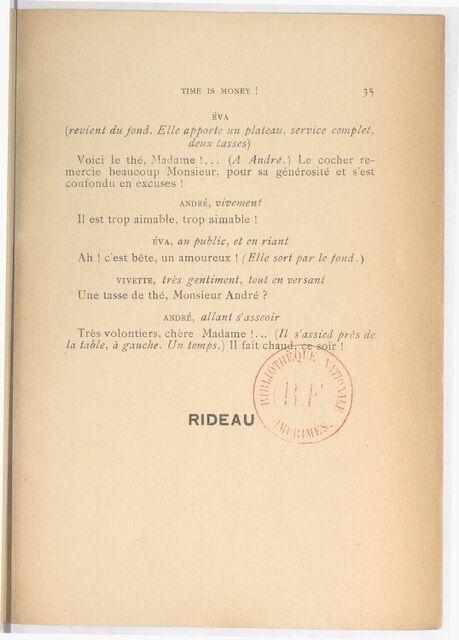 TIME IS MONEY ! 35
ÉVA
(revient du fond. Elle apporte un plateau, service complet,
deux tasses)
Voici le thé, Madame !... (A André.) Le cocher re-
mercie beaucoup Monsieur, pour sa générosité et s'est
confondu en excuses !
ANDRÉ, vivement
Il est trop aimable, trop aimable !
ÉVA, au public, et en riant
Ah ! c'est bête, un amoureux ! (Elle sort par le fond.)
VIVETTE, très gentiment, tout en versant
Une tasse de thé, Monsieur André ?
ANDRÉ, allant s'asseoir
Très volontiers, chère Madame !... (Il s'assied près de
la table, à gauche. Un temps.) Il fait chaud, ce soir !
BIBLIOTHÈQUE NATIONALE
R.F.
IMPRIMÉS.
RIDEAU